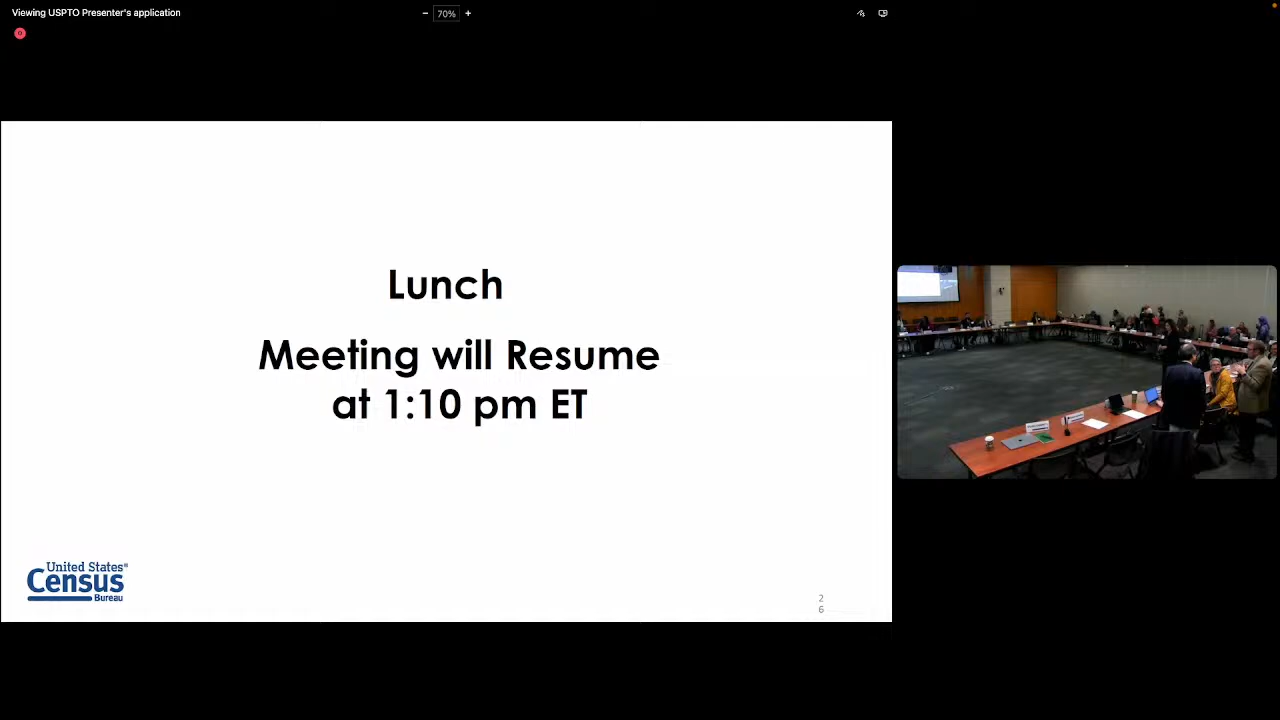 Viewing USPTO Presenter's application
− 70% +
Lunch
Meeting will Resume
at 1:10 pm ET
United States®
Census
Bureau
2
6